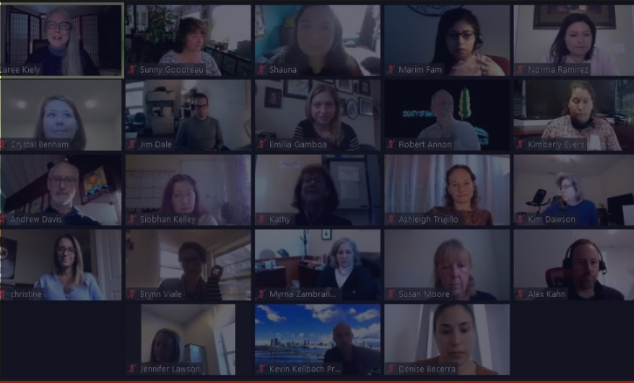 aree Kiely
Sunny Goodreau
Shauna
Marim Fam
Norma Ramirez
Crystal Benham
Jim Dale
Emilia Gamboa
Robert Annon
Kimberly Evers
Andrew Davis
Siobhan Kelley
Kathy
Ashleigh Trujillo
Kim Dawson
christine
Brynn Viale
Myrna Zambran...
Susan Moore
Alex Kahn
Jennifer Lawson
Kevin Kellbach Pr...
Denise Becerra